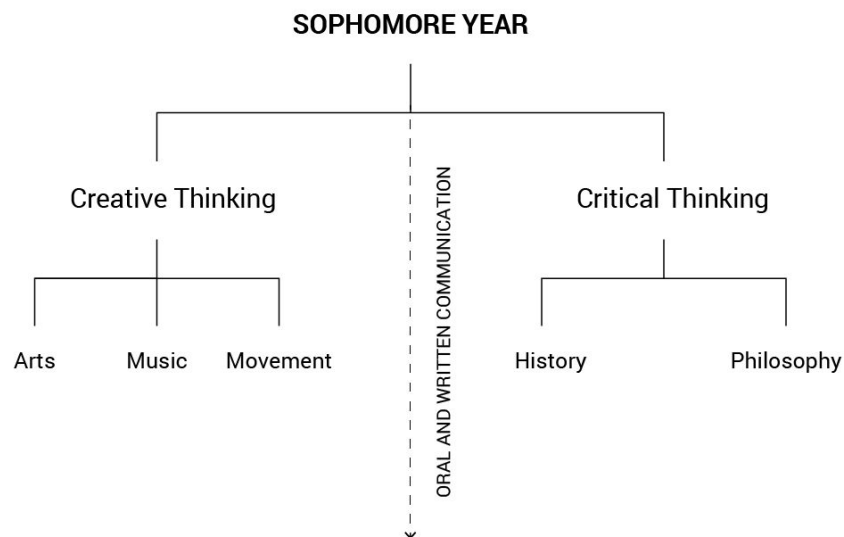 SOPHOMORE YEAR
Creative Thinking
Critical Thinking
ORAL AND WRITTEN COMMUNICATION
Arts
Music
Movement
History
Philosophy